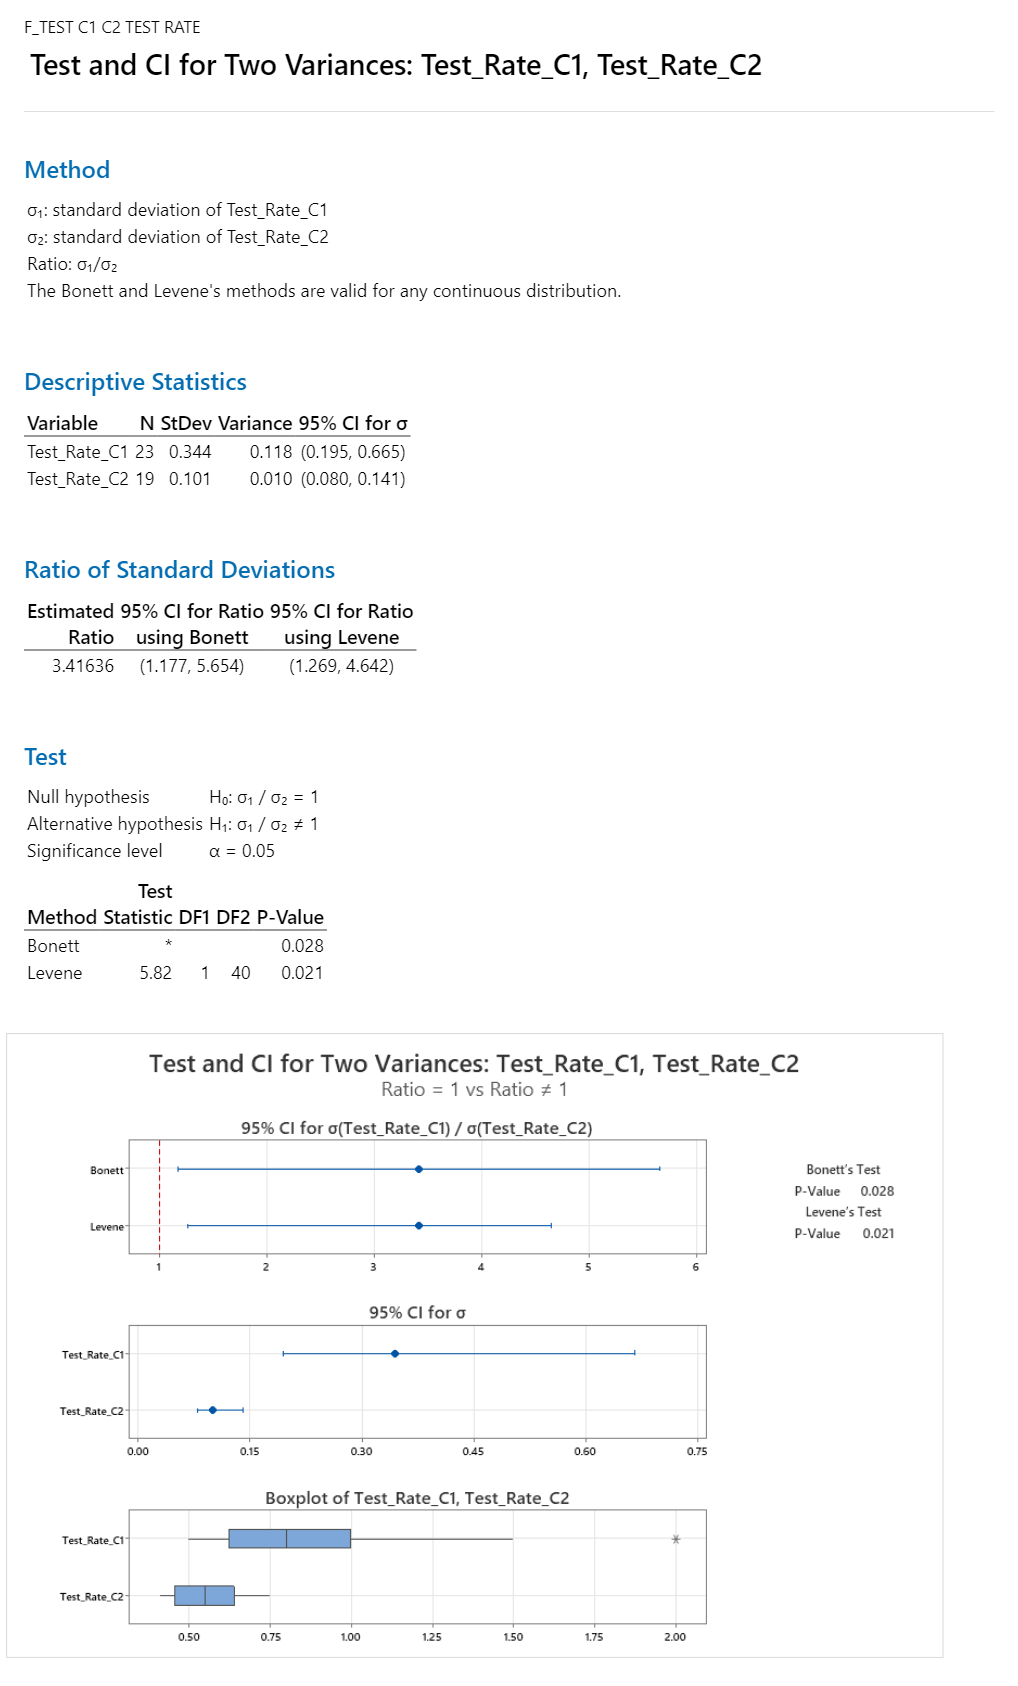 F_TEST C1 C2 TEST RATE
Test and CI for Two Variances: Test_Rate_C1, Test_Rate_C2
Method
σ₁: standard deviation of Test_Rate_C1
σ₂: standard deviation of Test_Rate_C2
Ratio: σ₁/σ₂
The Bonett and Levene's methods are valid for any continuous distribution.
Descriptive Statistics
Variable N StDev Variance 95% CI for σ
Test_Rate_C1 23 0.344 0.118 (0.195, 0.665)
Test_Rate_C2 19 0.101 0.010 (0.080, 0.141)
Ratio of Standard Deviations
Estimated 95% CI for Ratio 95% CI for Ratio
Ratio using Bonett using Levene
3.41636 (1.177, 5.654) (1.269, 4.642)
Test
Null hypothesis H₀: σ₁ / σ₂ = 1
Alternative hypothesis H₁: σ₁ / σ₂ ≠ 1
Significance level α = 0.05
Test
Method Statistic DF1 DF2 P-Value
Bonett * 0.028
Levene 5.82 1 40 0.021
Test and CI for Two Variances: Test_Rate_C1, Test_Rate_C2
Ratio = 1 vs Ratio ≠ 1
95% CI for σ(Test_Rate_C1) / σ(Test_Rate_C2)
Bonett
Levene
1 2 3 4 5 6
Bonett's Test
P-Value 0.028
Levene's Test
P-Value 0.021
95% CI for σ
Test_Rate_C1
Test_Rate_C2
0.00 0.15 0.30 0.45 0.60 0.75
Boxplot of Test_Rate_C1, Test_Rate_C2
Test_Rate_C1
Test_Rate_C2
0.50 0.75 1.00 1.25 1.50 1.75 2.00